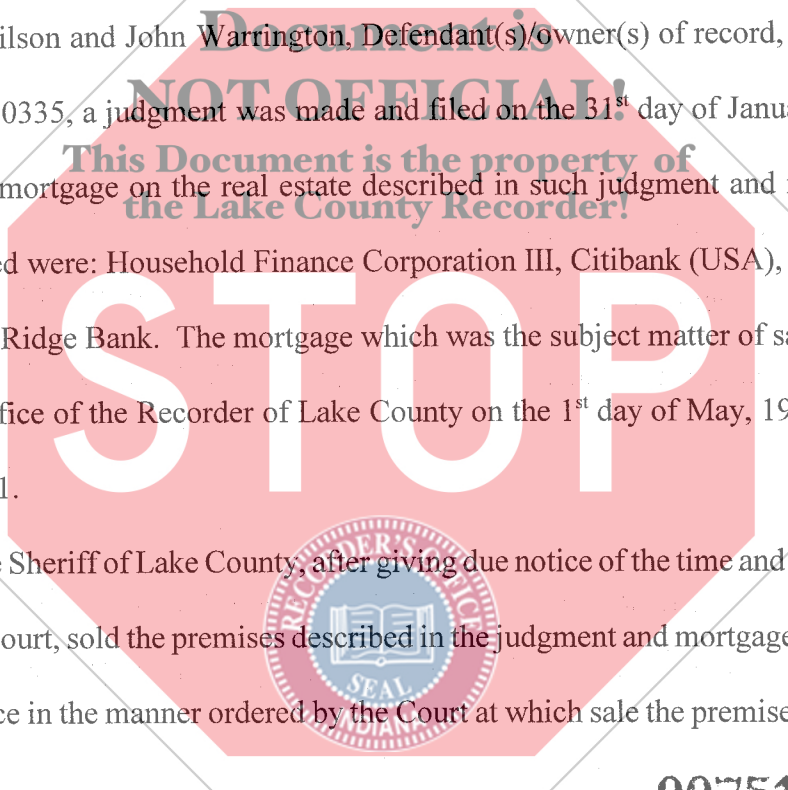 Document is
ilson and John Warrington, Defendant(s)/owner(s) of record,
NOT OFFICIAL!
0335, a judgment was made and filed on the 31st day of Janu
This Document is the property of
mortgage on the real estate described in such judgment and
the Lake County Recorder!
ed were: Household Finance Corporation III, Citibank (USA),
Ridge Bank. The mortgage which was the subject matter of sa
STOP
ffice of the Recorder of Lake County on the 1st day of May, 19
1.
RECORDER'S OFFICE
Sheriff of Lake County, after giving due notice of the time and
ourt, sold the premises described in the judgment and mortgage
SEAL
INDIANA
ce in the manner ordered by the Court at which sale the premise